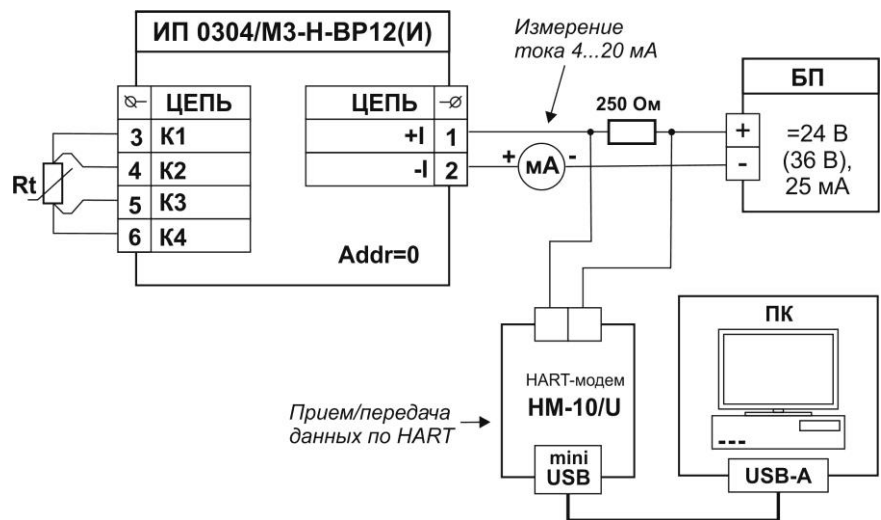 ИП 0304/М3-Н-ВР12(И)
ЦЕПЬ
3 К1
4 К2
5 К3
6 К4
Rt
ЦЕПЬ
+I 1
-I 2
Addr=0
Измерение
тока 4...20 мА
250 Ом
+ мА -
БП
+
-
=24 В
(36 В),
25 мА
Прием/передача
данных по HART
HART-модем
НМ-10/U
mini
USB
ПК
USB-A